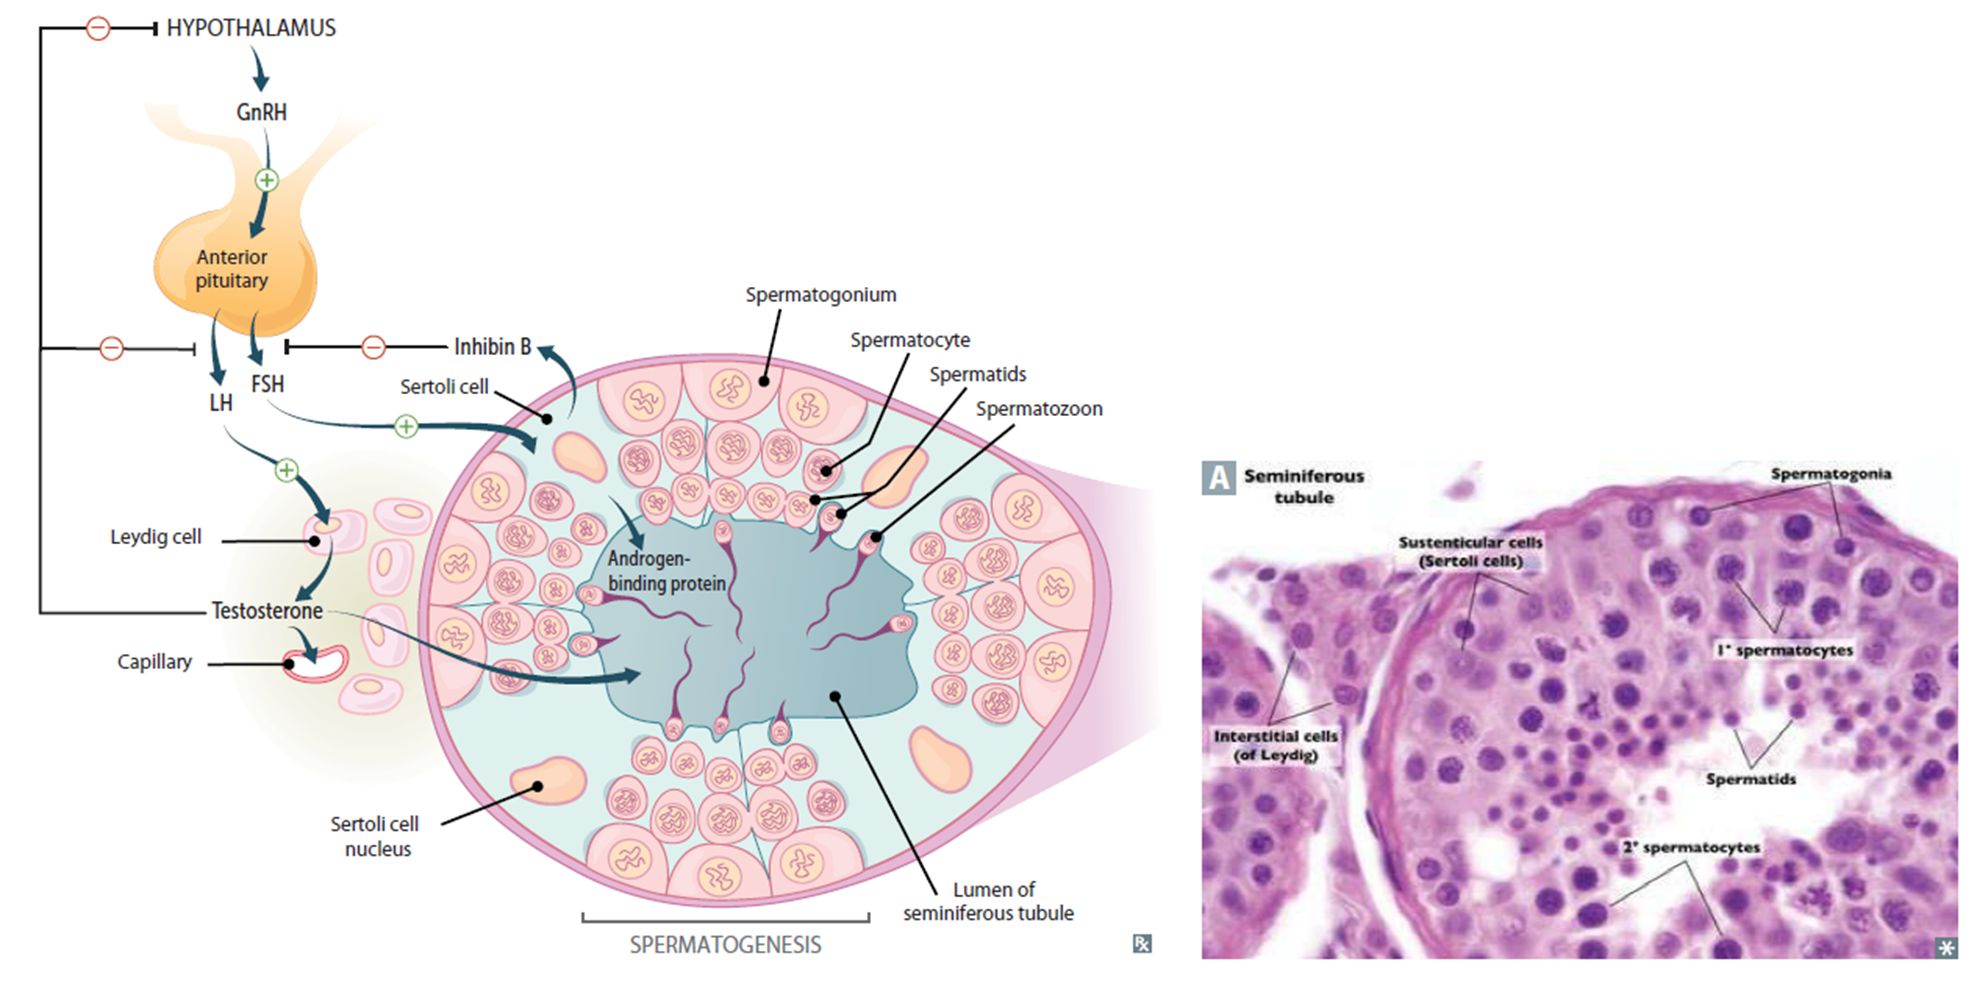 HYPOTHALAMUS
GnRH
Anterior
pituitary
LH
FSH
Inhibin B
Sertoli cell
Leydig cell
Testosterone
Capillary
Sertoli cell
nucleus
Spermatogonium
Spermatocyte
Spermatids
Spermatozoon
Androgen-
binding protein
Lumen of
seminiferous tubule
SPERMATOGENESIS
Rx
A Seminiferous
tubule
Spermatogonia
Sustenticular cells
(Sertoli cells)
1° spermatocytes
Interstitial cells
(of Leydig)
Spermatids
2° spermatocytes